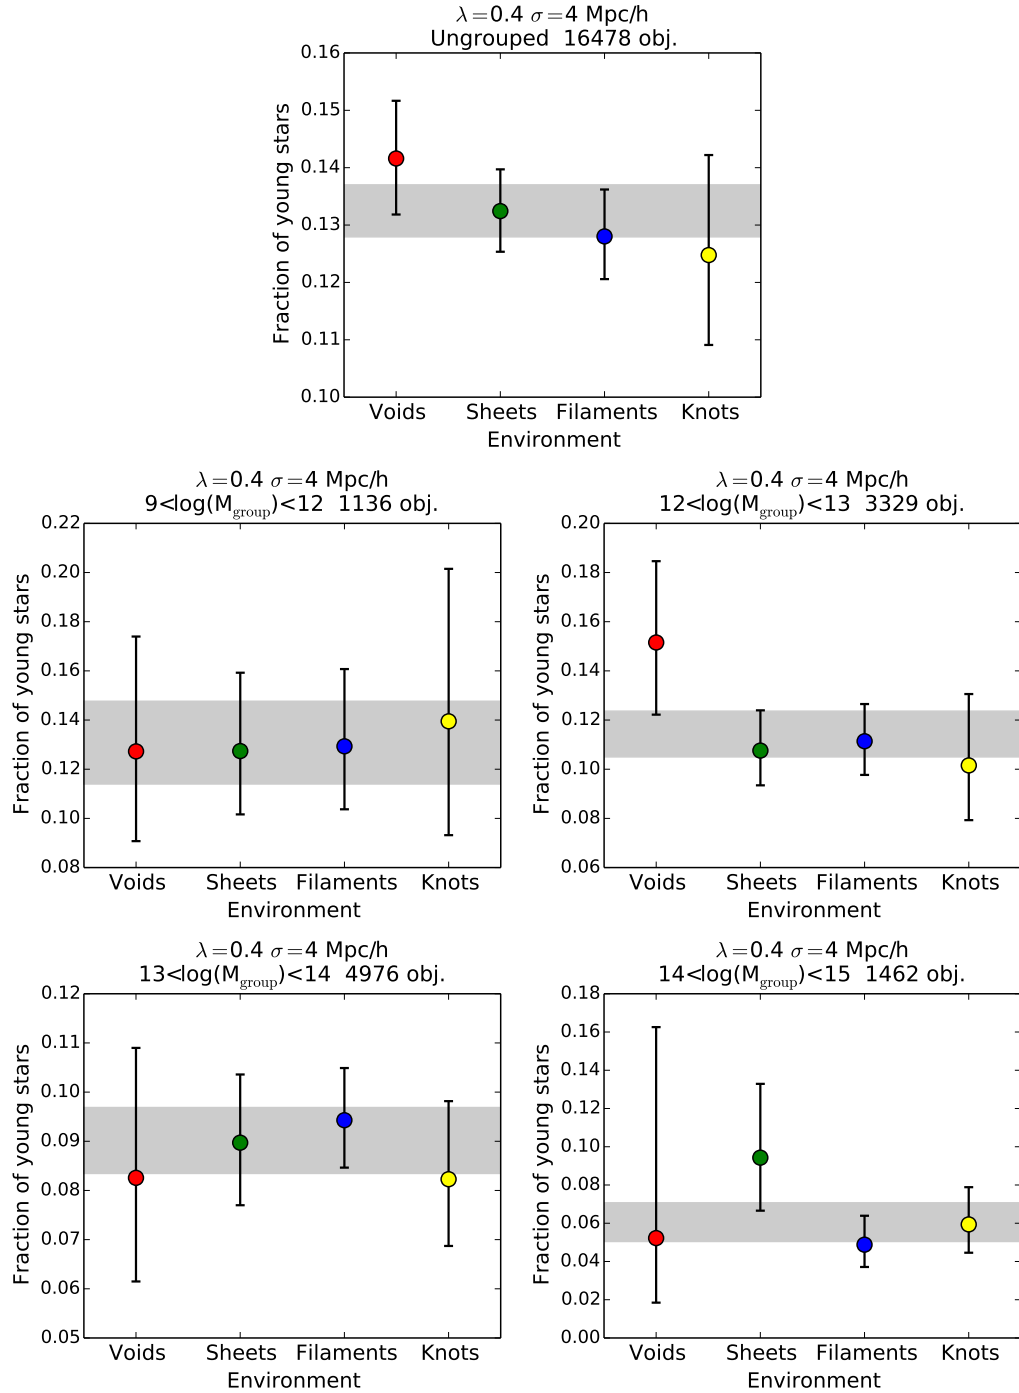 λ=0.4 σ=4 Mpc/h
Ungrouped 16478 obj.
0.16
0.15
0.14
0.13
0.12
0.11
0.10
Fraction of young stars
Voids Sheets Filaments Knots
Environment
λ=0.4 σ=4 Mpc/h
9<log(M_group)<12 1136 obj.
0.22
0.20
0.18
0.16
0.14
0.12
0.10
0.08
Fraction of young stars
Voids Sheets Filaments Knots
Environment
λ=0.4 σ=4 Mpc/h
12<log(M_group)<13 3329 obj.
0.20
0.18
0.16
0.14
0.12
0.10
0.08
0.06
Fraction of young stars
Voids Sheets Filaments Knots
Environment
λ=0.4 σ=4 Mpc/h
13<log(M_group)<14 4976 obj.
0.12
0.11
0.10
0.09
0.08
0.07
0.06
0.05
Fraction of young stars
Voids Sheets Filaments Knots
Environment
λ=0.4 σ=4 Mpc/h
14<log(M_group)<15 1462 obj.
0.18
0.16
0.14
0.12
0.10
0.08
0.06
0.04
0.02
0.00
Fraction of young stars
Voids Sheets Filaments Knots
Environment